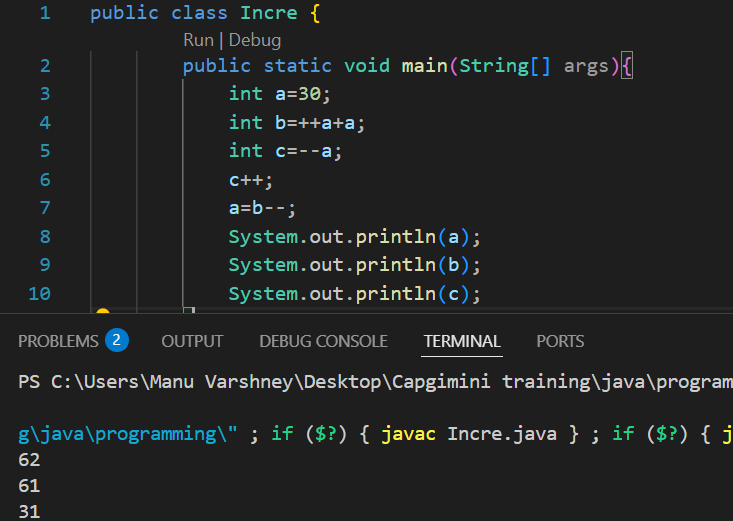 1 public class Incre {
Run | Debug
2 public static void main(String[] args){
3 int a=30;
4 int b=++a+a;
5 int c=--a;
6 c++;
7 a=b--;
8 System.out.println(a);
9 System.out.println(b);
10 System.out.println(c);
PROBLEMS 2 OUTPUT DEBUG CONSOLE TERMINAL PORTS
PS C:\Users\Manu Varshney\Desktop\Capgimini training\java\program
g\java\programming\" ; if ($?) { javac Incre.java } ; if ($?) { j
62
61
31